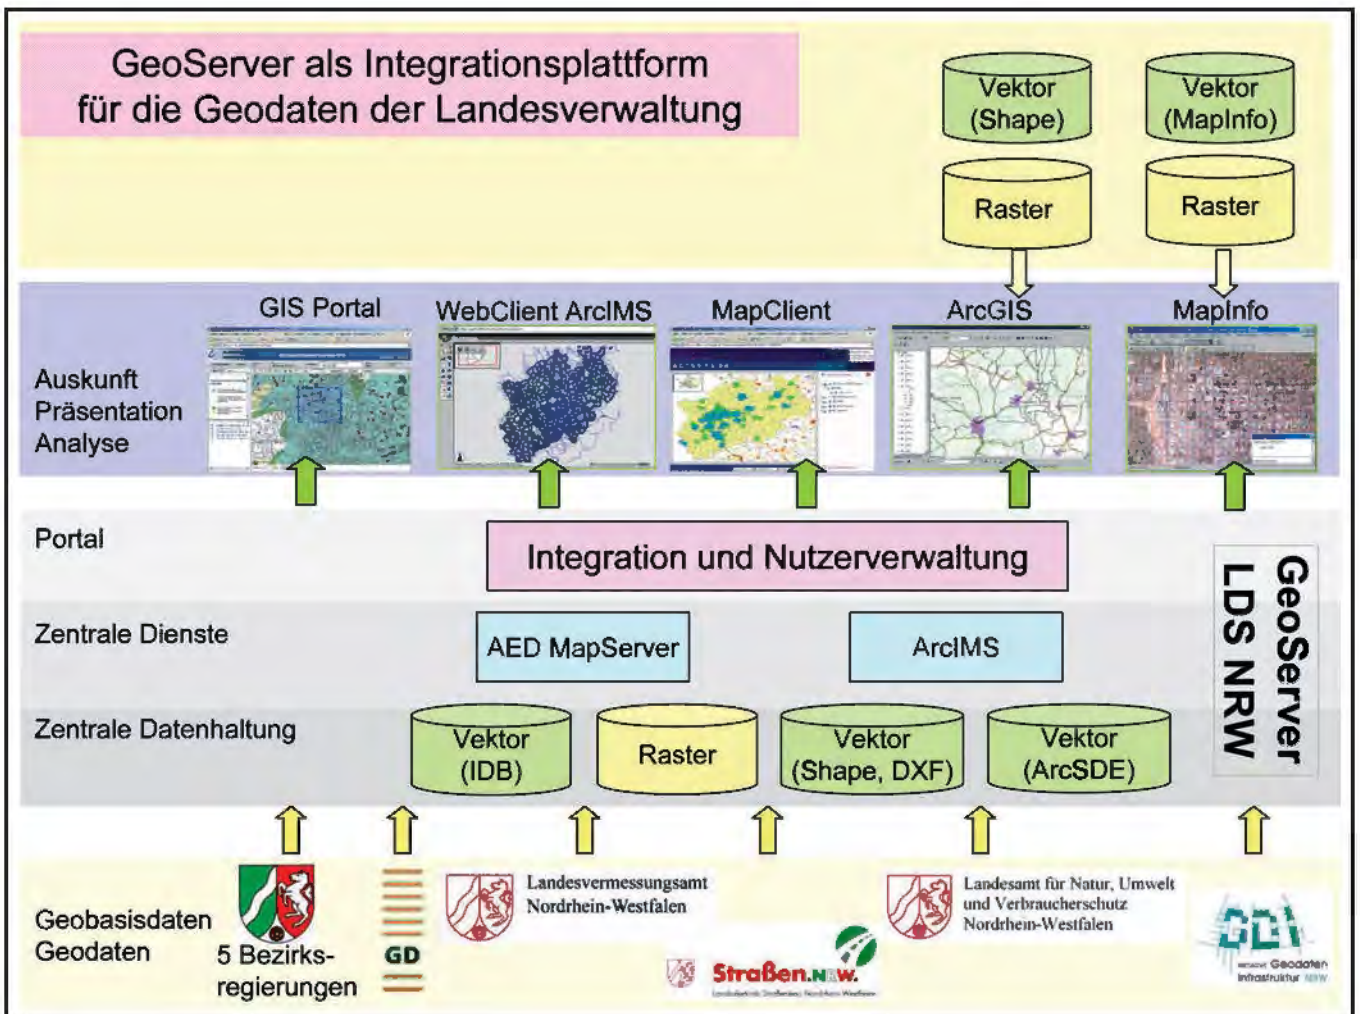 GeoServer als Integrationsplattform
für die Geodaten der Landesverwaltung
Vektor
(Shape)
Vektor
(MapInfo)
Raster
Raster
GIS Portal
WebClient ArcIMS
MapClient
ArcGIS
MapInfo
Auskunft
Präsentation
Analyse
Portal
Integration und Nutzerverwaltung
GeoServer
LDS NRW
Zentrale Dienste
AED MapServer
ArcIMS
Zentrale Datenhaltung
Vektor
(IDB)
Raster
Vektor
(Shape, DXF)
Vektor
(ArcSDE)
Geobasisdaten
Geodaten
5 Bezirks-
regierungen
GD
Landesvermessungsamt
Nordrhein-Westfalen
Straßen.NRW.
Landesamt für Natur, Umwelt
und Verbraucherschutz
Nordrhein-Westfalen
GDI
Geodaten
Infrastruktur NRW